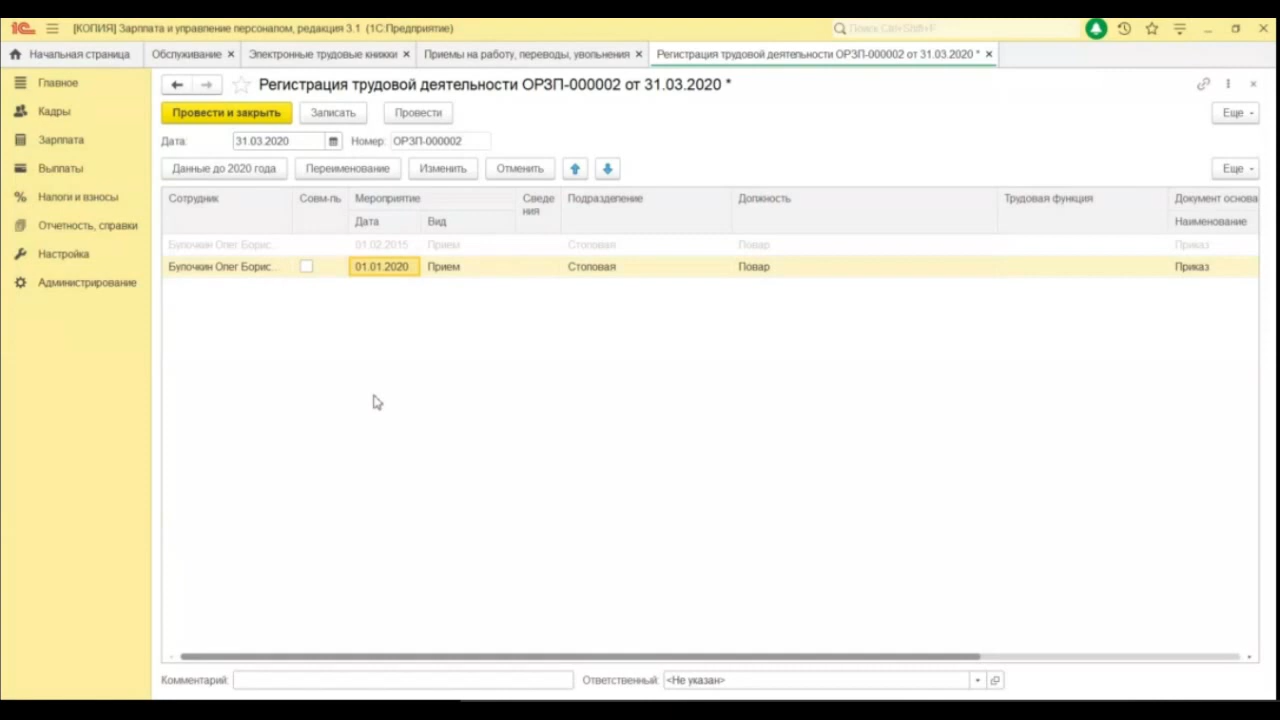 1С [КОПИЯ] Зарплата и управление персоналом, редакция 3.1 (1С:Предприятие) Поиск Ctrl+Shift+F
Начальная страница Обслуживание × Электронные трудовые книжки × Приемы на работу, переводы, увольнения × Регистрация трудовой деятельности ОРЗП-000002 от 31.03.2020 * ×
Главное
Кадры
Зарплата
Выплаты
Налоги и взносы
Отчетность, справки
Настройка
Администрирование
Регистрация трудовой деятельности ОРЗП-000002 от 31.03.2020 *
Провести и закрыть Записать Провести Еще
Дата: 31.03.2020 Номер: ОРЗП-000002
Данные до 2020 года Переименование Изменить Отменить Еще
Сотрудник Совм-ль Мероприятие Сведения Подразделение Должность Трудовая функция Документ основа
Дата Вид Наименование
Булочкин Олег Борис... 01.02.2015 Прием Столовая Повар Приказ
Булочкин Олег Борис... 01.01.2020 Прием Столовая Повар Приказ
Комментарий: Ответственный: <Не указан>